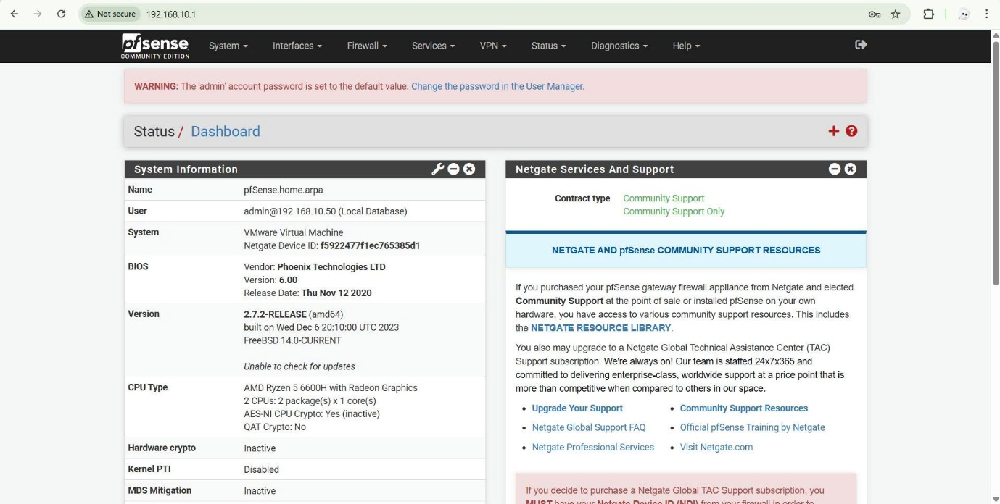 Not secure 192.168.10.1
pfsense
COMMUNITY EDITION
System Interfaces Firewall Services VPN Status Diagnostics Help
WARNING: The 'admin' account password is set to the default value. Change the password in the User Manager.
Status / Dashboard
System Information
Name pfSense.home.arpa
User admin@192.168.10.50 (Local Database)
System VMware Virtual Machine
Netgate Device ID: f5922477f1ec765385d1
BIOS Vendor: Phoenix Technologies LTD
Version: 6.00
Release Date: Thu Nov 12 2020
Version 2.7.2-RELEASE (amd64)
built on Wed Dec 6 20:10:00 UTC 2023
FreeBSD 14.0-CURRENT
Unable to check for updates
CPU Type AMD Ryzen 5 6600H with Radeon Graphics
2 CPUs: 2 package(s) x 1 core(s)
AES-NI CPU Crypto: Yes (inactive)
QAT Crypto: No
Hardware crypto Inactive
Kernel PTI Disabled
MDS Mitigation Inactive
Netgate Services And Support
Contract type Community Support
Community Support Only
NETGATE AND pfSense COMMUNITY SUPPORT RESOURCES
If you purchased your pfSense gateway firewall appliance from Netgate and elected
Community Support at the point of sale or installed pfSense on your own
hardware, you have access to various community support resources. This includes
the NETGATE RESOURCE LIBRARY.
You also may upgrade to a Netgate Global Technical Assistance Center (TAC)
Support subscription. We're always on! Our team is staffed 24x7x365 and
committed to delivering enterprise-class, worldwide support at a price point that is
more than competitive when compared to others in our space.
Upgrade Your Support Community Support Resources
Netgate Global Support FAQ Official pfSense Training by Netgate
Netgate Professional Services Visit Netgate.com
If you decide to purchase a Netgate Global TAC Support subscription, you
MUST have your Netgate Device ID (NDI) from your firewall in order to